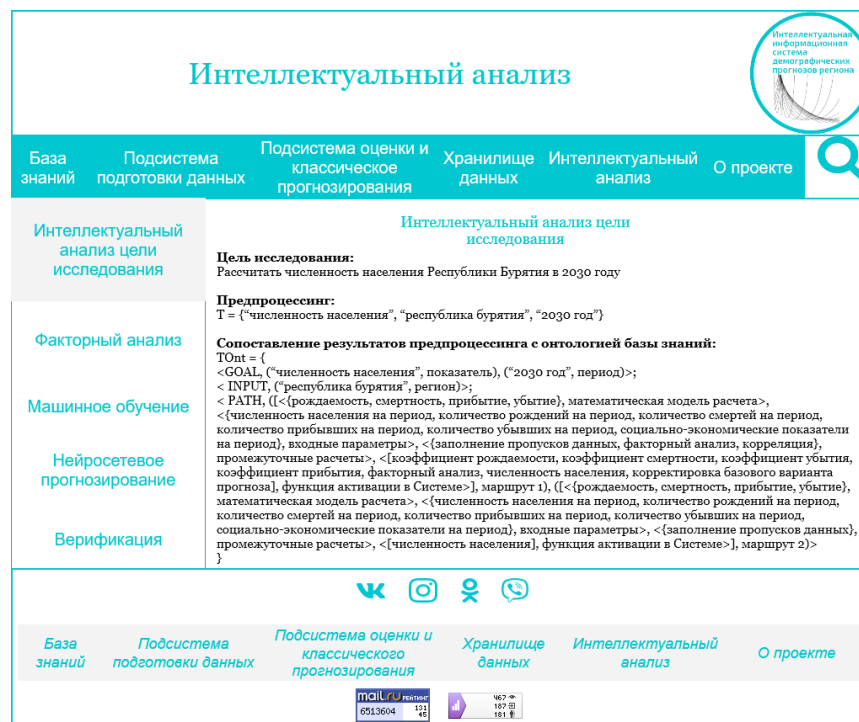 Интеллектуальная
информационная
система
демографических
прогнозов региона
Интеллектуальный анализ
База
знаний
Подсистема
подготовки данных
Подсистема оценки и
классическое
прогнозирования
Хранилище
данных
Интеллектуальный
анализ
О проекте
Интеллектуальный
анализ цели
исследования
Факторный анализ
Машинное обучение
Нейросетевое
прогнозирование
Верификация
Интеллектуальный анализ цели
исследования
Цель исследования:
Рассчитать численность населения Республики Бурятия в 2030 году
Предпроцессинг:
T = {“численность населения”, “республика бурятия”, “2030 год”}
Сопоставление результатов предпроцессинга с онтологией базы знаний:
TOnt = {
<GOAL, (“численность населения”, показатель), (“2030 год”, период)>;
< INPUT, (“республика бурятия”, регион)>;
< PATH, ([<{рождаемость, смертность, прибытие, убытие}, математическая модель расчета>,
<{численность населения на период, количество рождений на период, количество смертей на период,
количество прибывших на период, количество убывших на период, социально-экономические показатели
на период}, входные параметры>, <{заполнение пропусков данных, факторный анализ, корреляция},
промежуточные расчеты>, <[коэффициент рождаемости, коэффициент смертности, коэффициент убытия,
коэффициент прибытия, факторный анализ, численность населения, корректировка базового варианта
прогноза], функция активации в Системе>], маршрут 1), ([<{рождаемость, смертность, прибытие, убытие},
математическая модель расчета>, <{численность населения на период, количество рождений на период,
количество смертей на период, количество прибывших на период, количество убывших на период,
социально-экономические показатели на период}, входные параметры>, <{заполнение пропусков данных},
промежуточные расчеты>, <[численность населения], функция активации в Системе>], маршрут 2)>
}
База
знаний
Подсистема
подготовки данных
Подсистема оценки и
классического
прогнозирования
Хранилище
данных
Интеллектуальный
анализ
О проекте
mail.ru РЕЙТИНГ
6513604
131
45
467
187
181